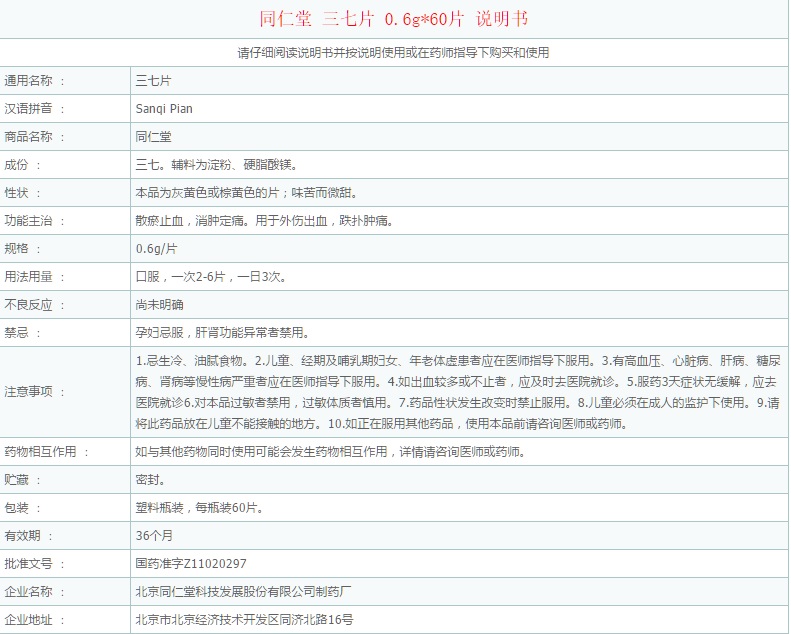 同仁堂 三七片 0.6g*60片 说明书
请仔细阅读说明书并按说明使用或在药师指导下购买和使用
通用名称 ： 三七片
汉语拼音 ： Sanqi Pian
商品名称 ： 同仁堂
成份 ： 三七。辅料为淀粉、硬脂酸镁。
性状 ： 本品为灰黄色或棕黄色的片；味苦而微甜。
功能主治 ： 散瘀止血，消肿定痛。用于外伤出血，跌扑肿痛。
规格 ： 0.6g/片
用法用量 ： 口服，一次2-6片，一日3次。
不良反应 ： 尚未明确
禁忌 ： 孕妇忌服，肝肾功能异常者禁用。
注意事项 ：
1.忌生冷、油腻食物。2.儿童、经期及哺乳期妇女、年老体虚患者应在医师指导下服用。3.有高血压、心脏病、肝病、糖尿
病、肾病等慢性病严重者应在医师指导下服用。4.如出血较多或不止者，应及时去医院就诊。5.服药3天症状无缓解，应去
医院就诊6.对本品过敏者禁用，过敏体质者慎用。7.药品性状发生改变时禁止服用。8.儿童必须在成人的监护下使用。9.请
将此药品放在儿童不能接触的地方。10.如正在服用其他药品，使用本品前请咨询医师或药师。
药物相互作用 ： 如与其他药物同时使用可能会发生药物相互作用，详情请咨询医师或药师。
贮藏 ： 密封。
包装 ： 塑料瓶装，每瓶装60片。
有效期 ： 36个月
批准文号 ： 国药准字Z11020297
企业名称 ： 北京同仁堂科技发展股份有限公司制药厂
企业地址 ： 北京市北京经济技术开发区同济北路16号